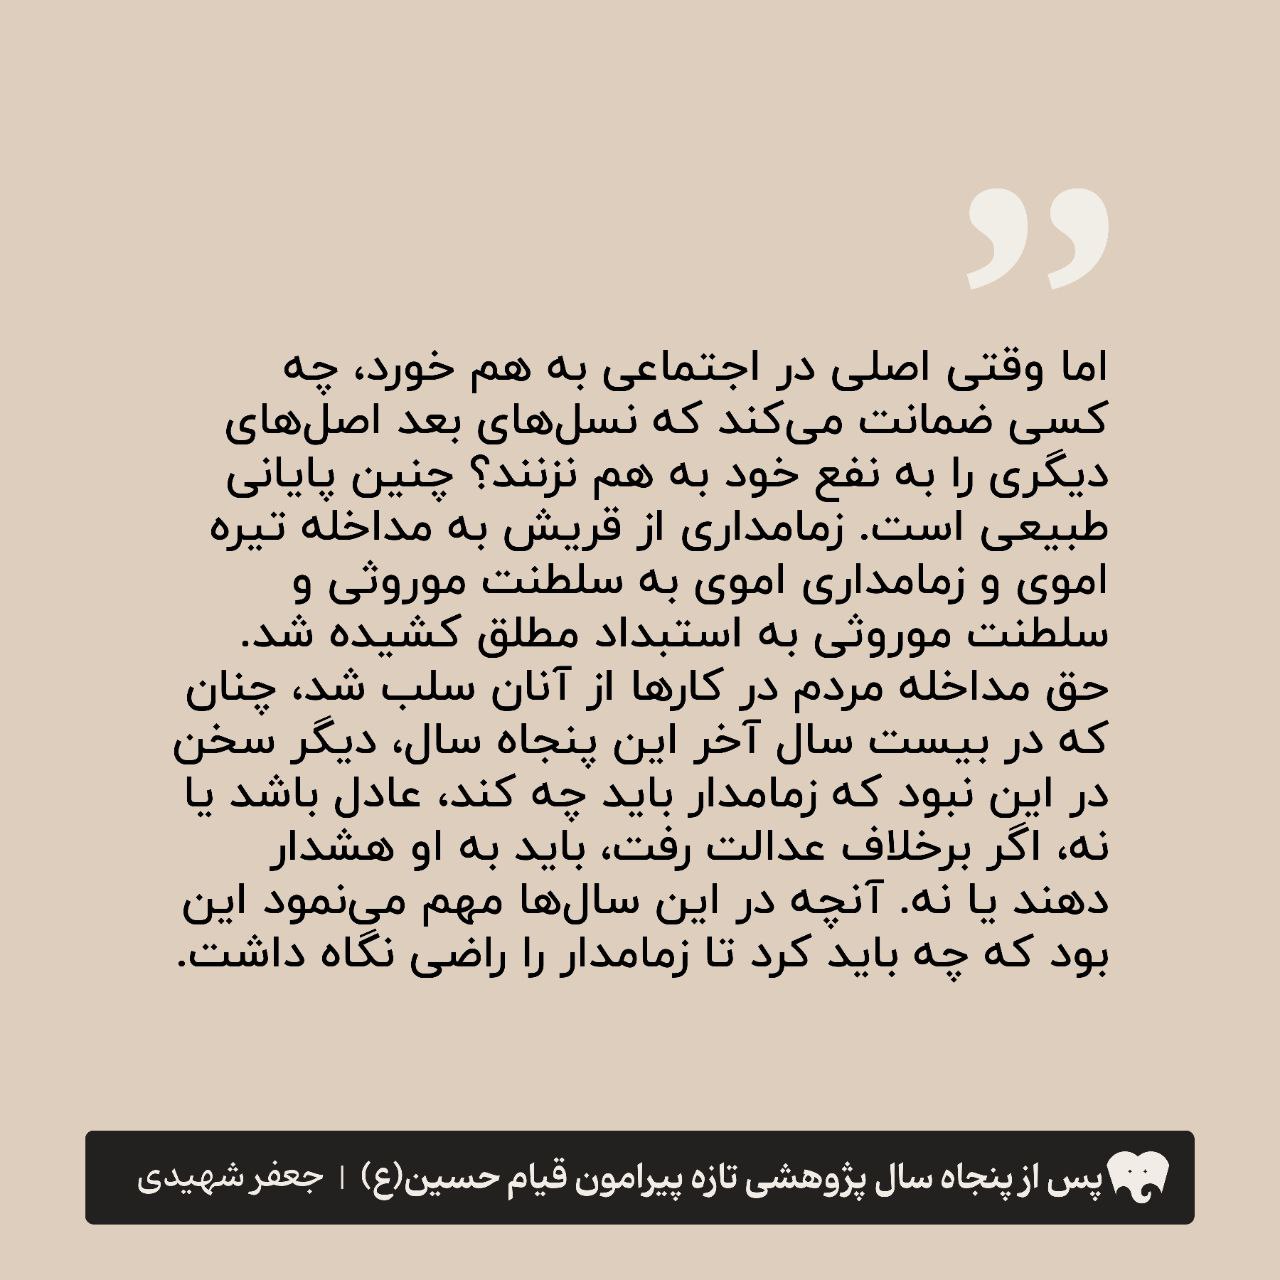 ”
اما وقتی اصلی در اجتماعی به هم خورد، چه
کسی ضمانت می‌کند که نسل‌های بعد اصل‌های
دیگری را به نفع خود به هم نزنند؟ چنین پایانی
طبیعی است. زمامداری از قریش به مداخله تیره
اموی و زمامداری اموی به سلطنت موروثی و
سلطنت موروثی به استبداد مطلق کشیده شد.
حق مداخله مردم در کارها از آنان سلب شد، چنان
که در بیست سال آخر این پنجاه سال، دیگر سخن
در این نبود که زمامدار باید چه کند، عادل باشد یا
نه، اگر برخلاف عدالت رفت، باید به او هشدار
دهند یا نه. آنچه در این سال‌ها مهم می‌نمود این
بود که چه باید کرد تا زمامدار را راضی نگاه داشت.
پس از پنجاه سال پژوهشی تازه پیرامون قیام حسین(ع) | جعفر شهیدی